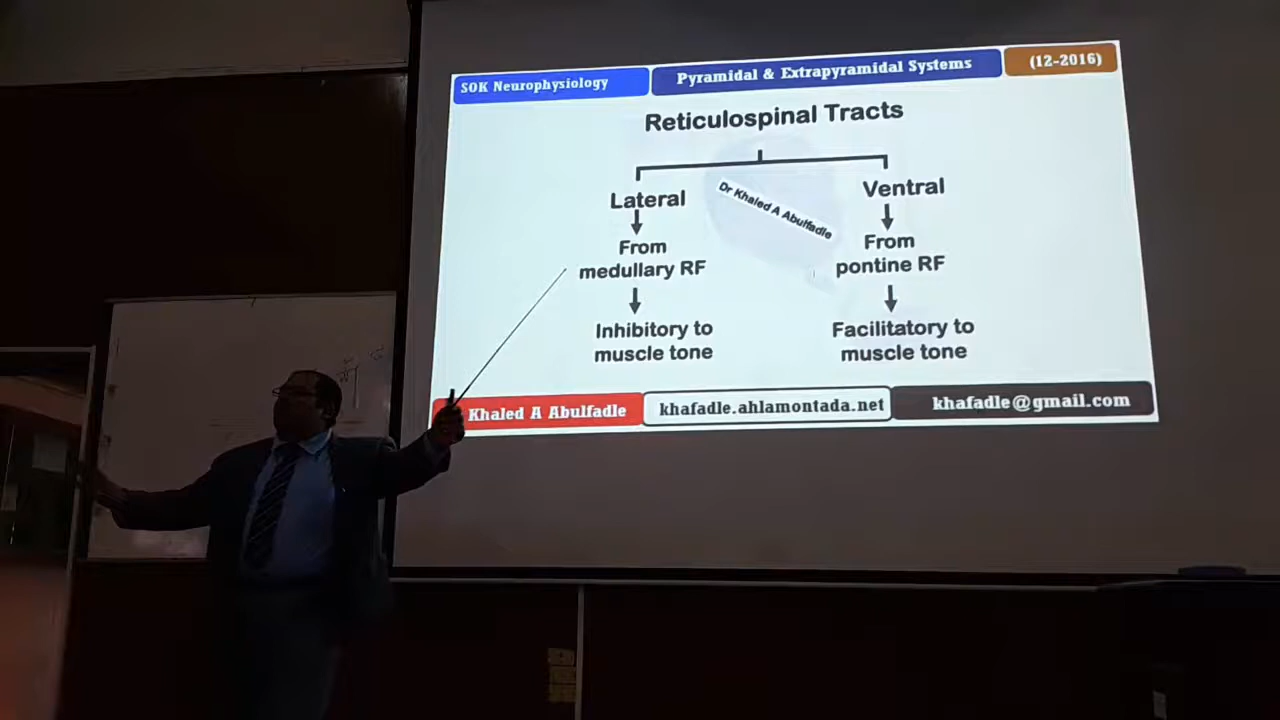 SOK Neurophysiology
Pyramidal & Extrapyramidal Systems
(12-2016)
Reticulospinal Tracts
Lateral
Ventral
Dr Khaled A Abulfadle
From
medullary RF
From
pontine RF
Inhibitory to
muscle tone
Facilitatory to
muscle tone
Khaled A Abulfadle
khafadle.ahlamontada.net
khafadle@gmail.com